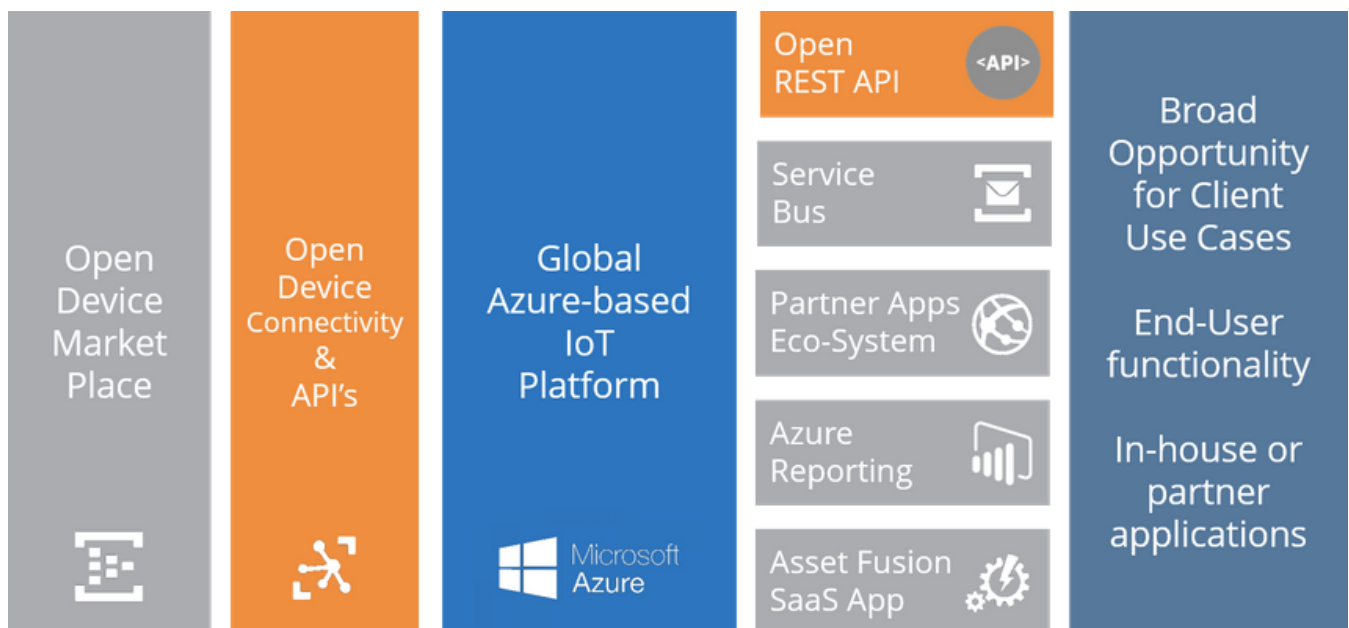 Open
Device
Market
Place
Open
Device
Connectivity
&
API's
Global
Azure-based
IoT
Platform
Microsoft
Azure
Open
REST API
<API>
Service
Bus
Partner Apps
Eco-System
Azure
Reporting
Asset Fusion
SaaS App
Broad
Opportunity
for Client
Use Cases
End-User
functionality
In-house or
partner
applications